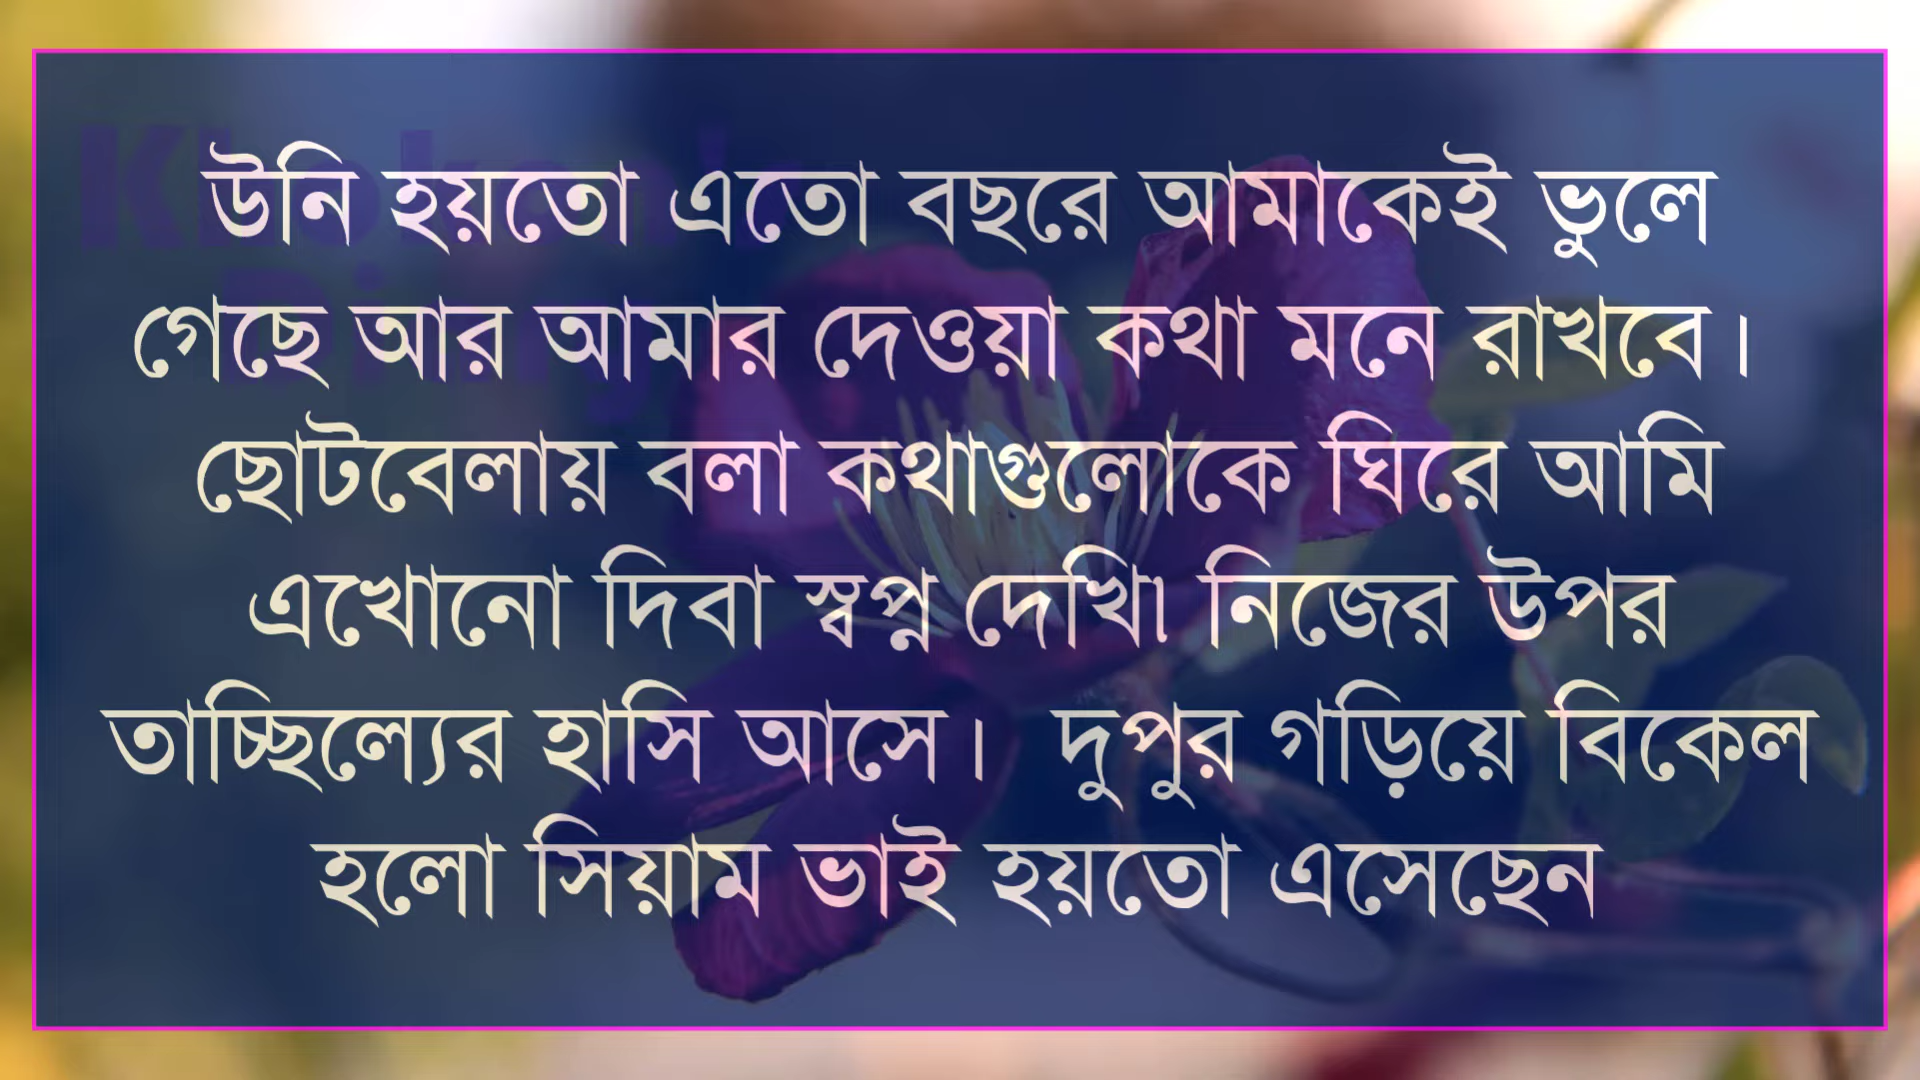 উনি হয়তো এতো বছরে আমাকেই ভুলে
গেছে আর আমার দেওয়া কথা মনে রাখবে।
ছোটবেলায় বলা কথাগুলোকে ঘিরে আমি
এখোনো দিবা স্বপ্ন দেখি৷ নিজের উপর
তাচ্ছিল্যের হাসি আসে। দুপুর গড়িয়ে বিকেল
হলো সিয়াম ভাই হয়তো এসেছেন